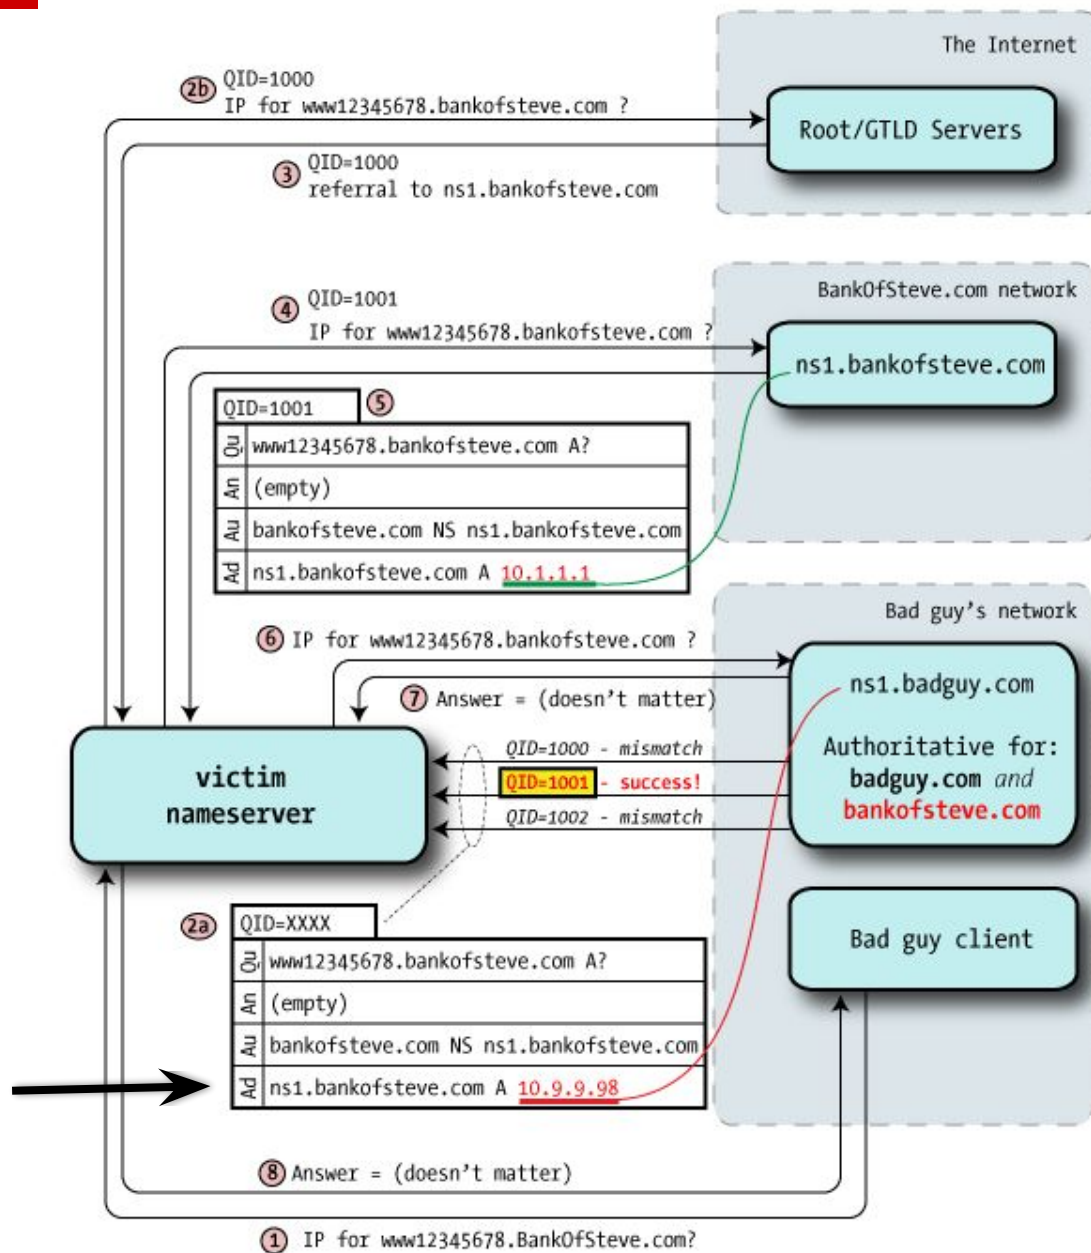 The Internet
2b QID=1000
IP for www12345678.bankofsteve.com ?
Root/GTLD Servers
3 QID=1000
referral to ns1.bankofsteve.com
BankOfSteve.com network
4 QID=1001
IP for www12345678.bankofsteve.com ?
ns1.bankofsteve.com
QID=1001 5
Qu www12345678.bankofsteve.com A?
An (empty)
Au bankofsteve.com NS ns1.bankofsteve.com
Ad ns1.bankofsteve.com A 10.1.1.1
Bad guy's network
6 IP for www12345678.bankofsteve.com ?
7 Answer = (doesn't matter)
ns1.badguy.com
Authoritative for:
badguy.com and
bankofsteve.com
victim
nameserver
QID=1000 - mismatch
QID=1001 - success!
QID=1002 - mismatch
2a QID=XXXX
Qu www12345678.bankofsteve.com A?
An (empty)
Au bankofsteve.com NS ns1.bankofsteve.com
Ad ns1.bankofsteve.com A 10.9.9.98
Bad guy client
8 Answer = (doesn't matter)
1 IP for www12345678.BankOfSteve.com?